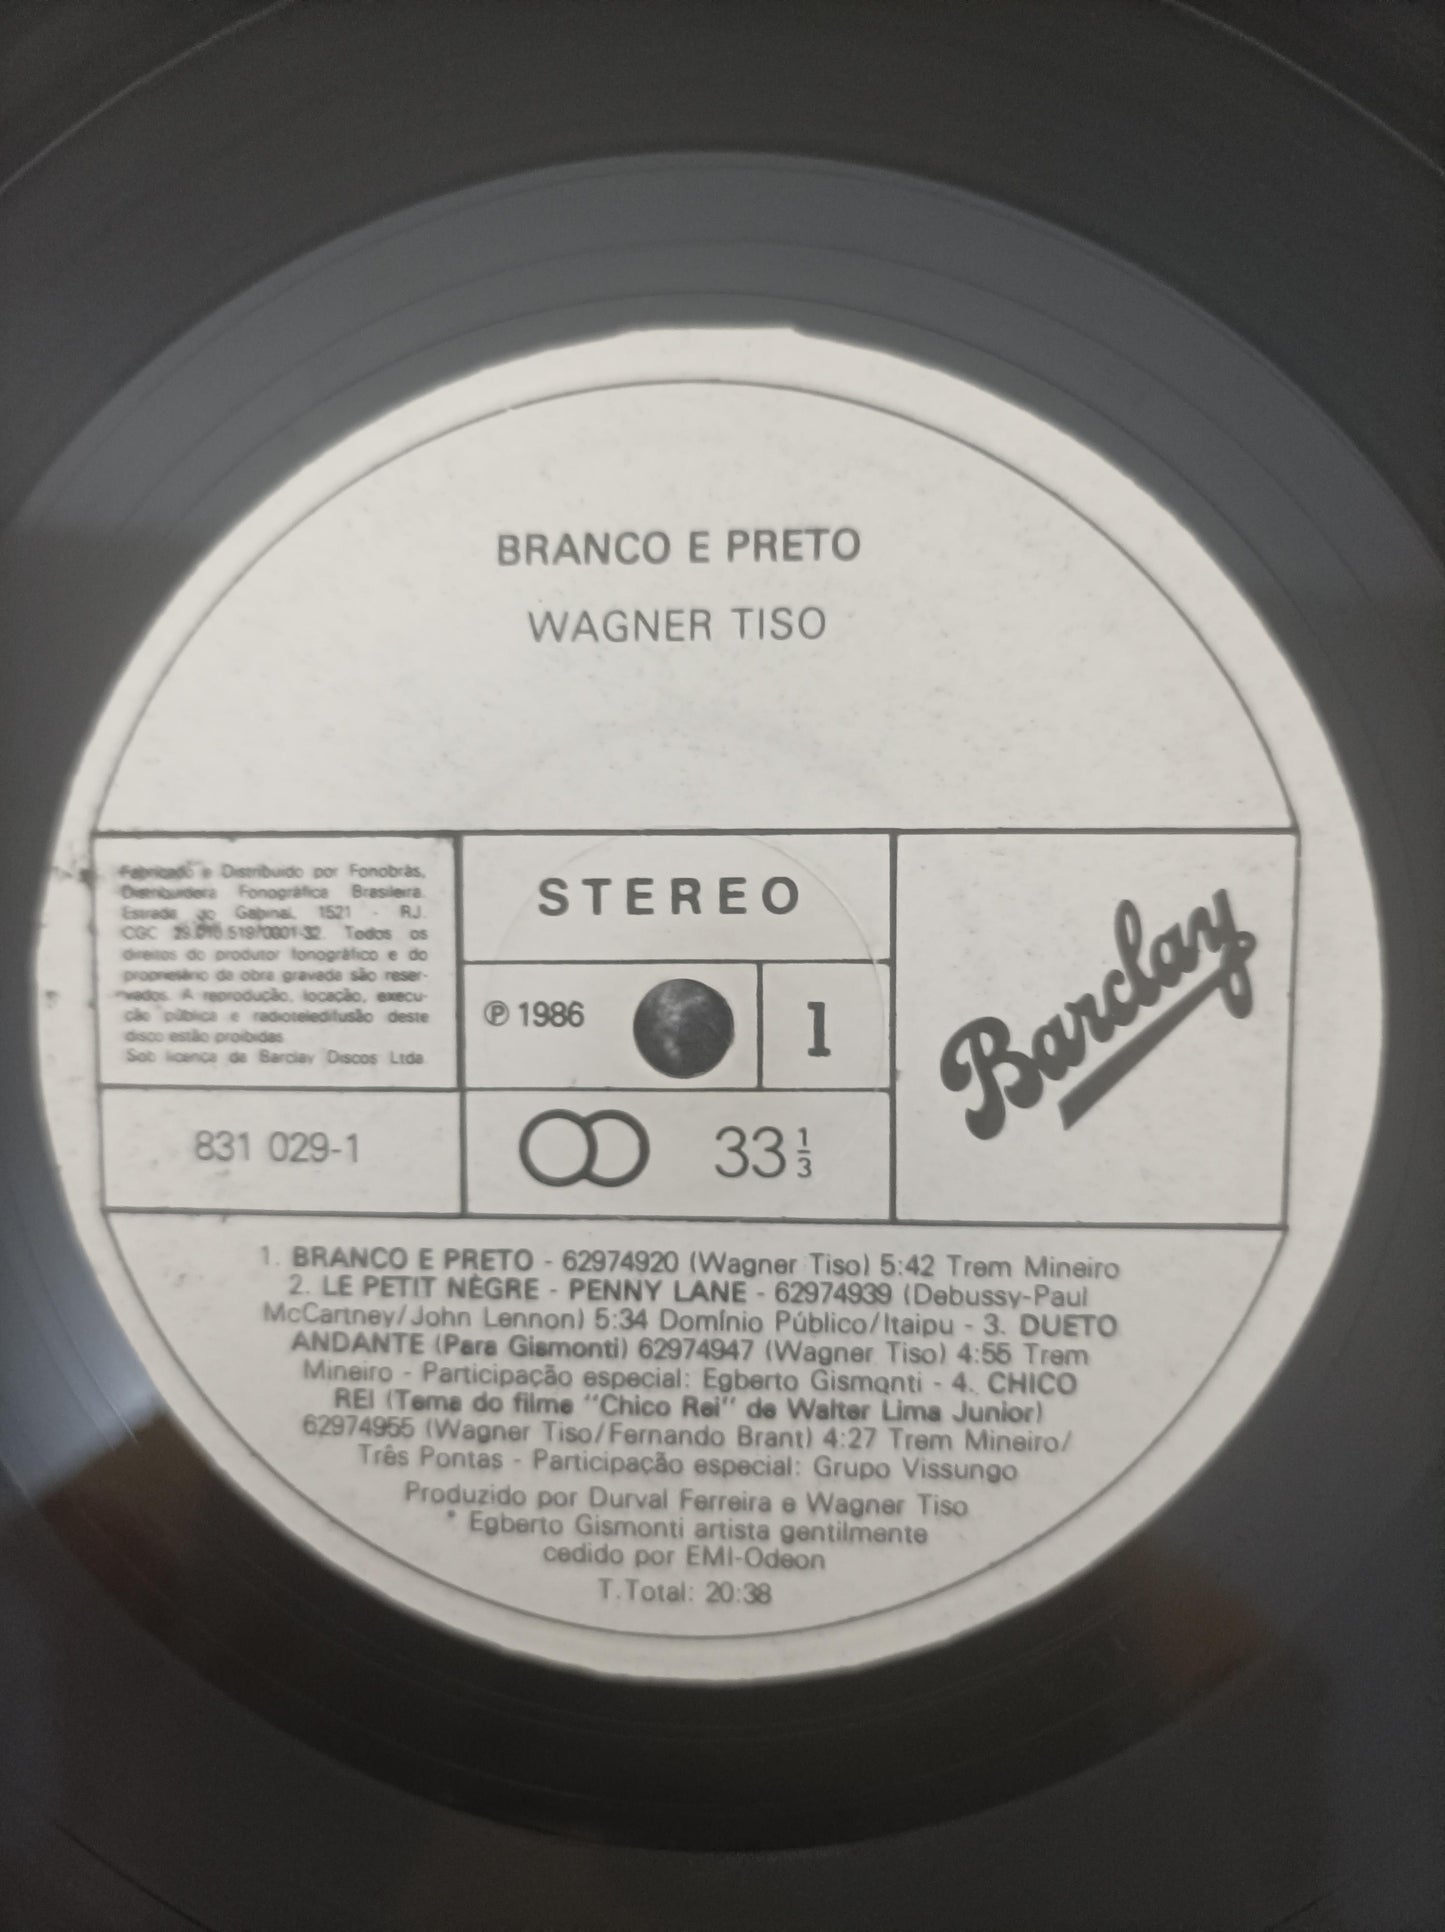 BRANCO E PRETO
WAGNER TISO
Fabricado e Distribuido por Fonobrás,
Distribuidora Fonográfica Brasileira.
Estrada do Gabinal, 1521 - RJ.
CGC 29.016.519/0001-32. Todos os
direitos do produtor fonográfico e do
proprietário da obra gravada são reser-
vados. A reprodução, locação, execu-
ção pública e radioteledifusão deste
disco estão proibidas
Sob licença da Barclay Discos Ltda
831 029-1
STEREO
℗ 1986
1
33 1/3
Barclay
1. BRANCO E PRETO - 62974920 (Wagner Tiso) 5:42 Trem Mineiro
2. LE PETIT NÈGRE - PENNY LANE - 62974939 (Debussy-Paul
McCartney/John Lennon) 5:34 Domínio Público/Itaipu - 3. DUETO
ANDANTE (Para Gismonti) 62974947 (Wagner Tiso) 4:55 Trem
Mineiro - Participação especial: Egberto Gismonti - 4. CHICO
REI (Tema do filme "Chico Rei" de Walter Lima Junior)
62974955 (Wagner Tiso/Fernando Brant) 4:27 Trem Mineiro/
Três Pontas - Participação especial: Grupo Vissungo
Produzido por Durval Ferreira e Wagner Tiso
* Egberto Gismonti artista gentilmente
cedido por EMI-Odeon
T.Total: 20:38